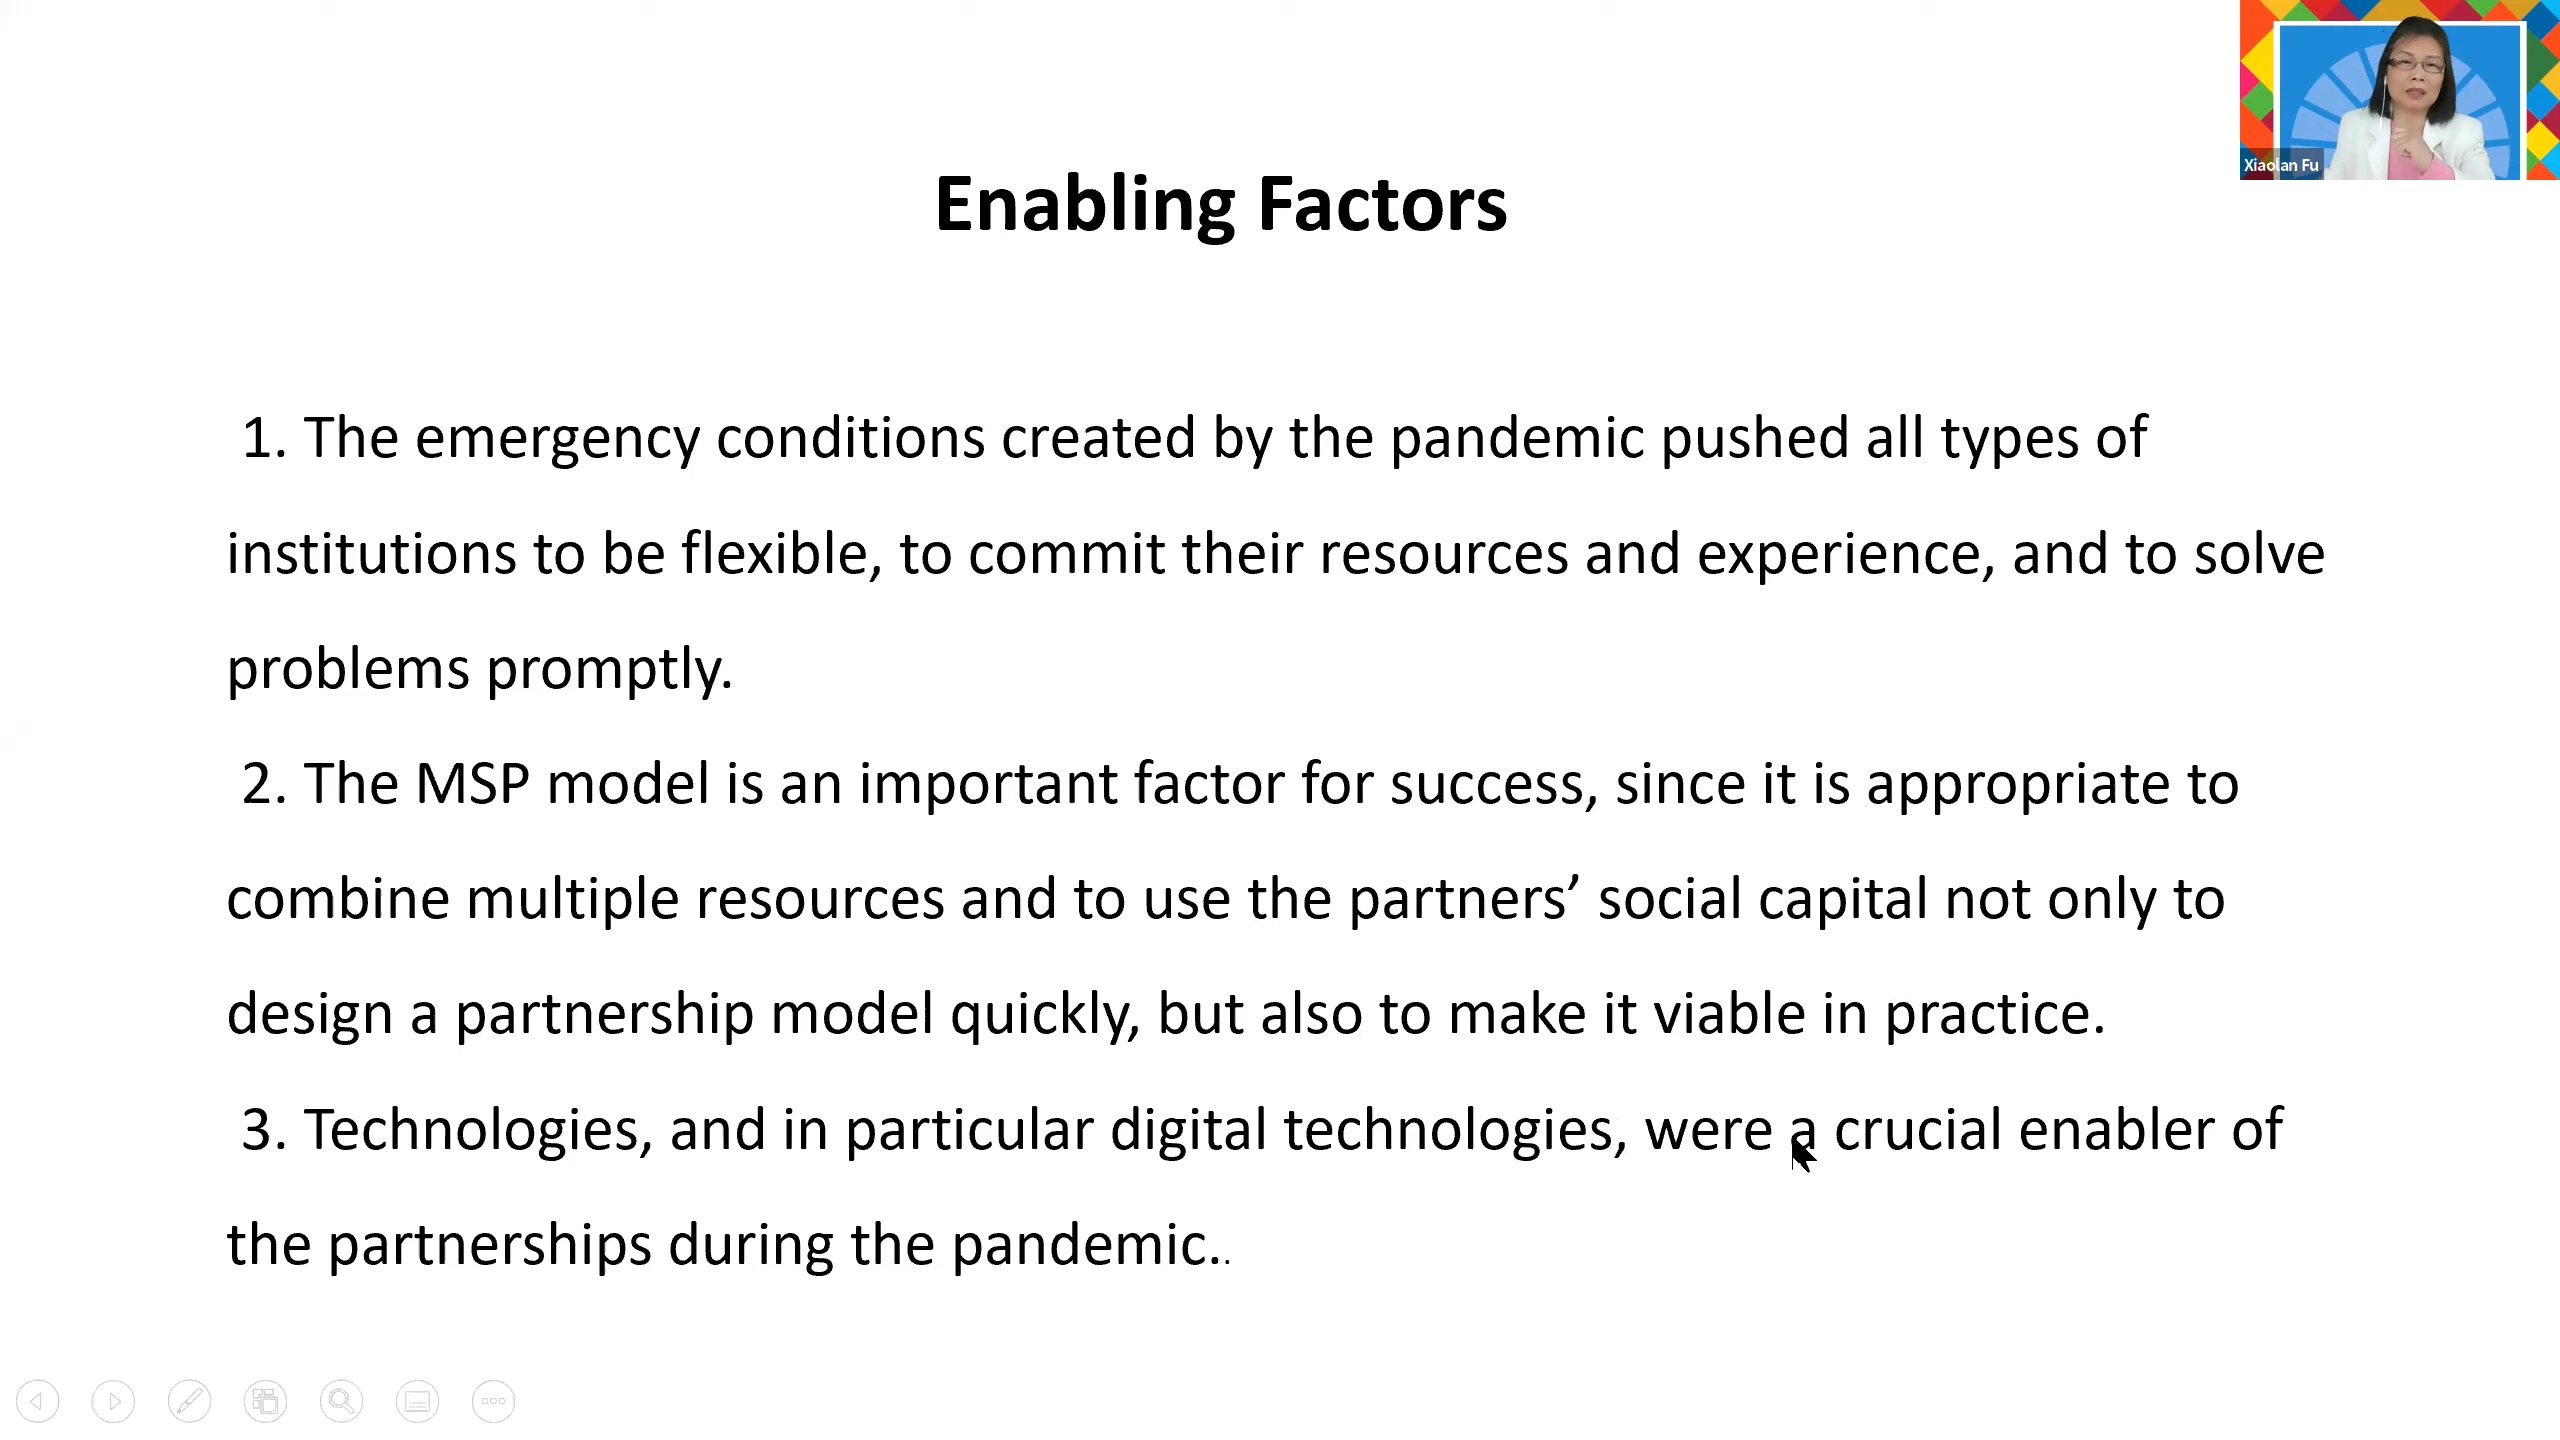 Xiaolan Fu
Enabling Factors
1. The emergency conditions created by the pandemic pushed all types of
institutions to be flexible, to commit their resources and experience, and to solve
problems promptly.
2. The MSP model is an important factor for success, since it is appropriate to
combine multiple resources and to use the partners’ social capital not only to
design a partnership model quickly, but also to make it viable in practice.
3. Technologies, and in particular digital technologies, were a crucial enabler of
the partnerships during the pandemic..